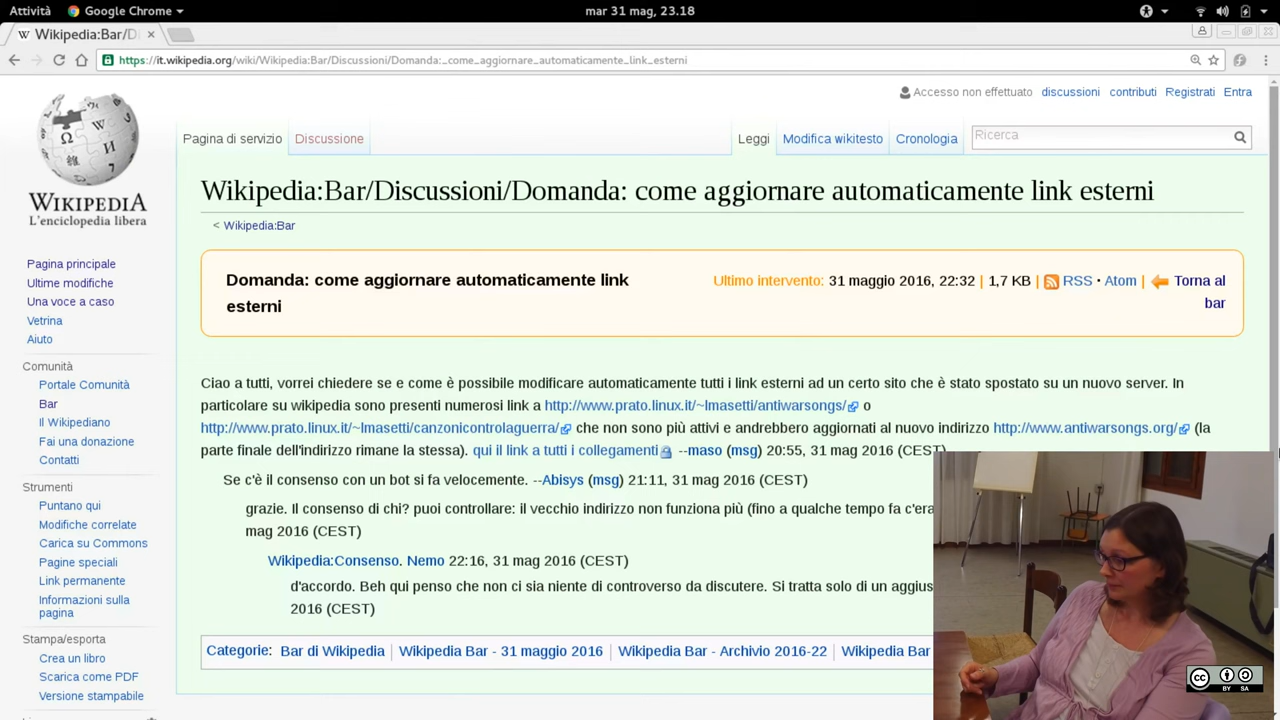 Attività
Google Chrome
mar 31 mag, 23.18
Wikipedia:Bar/D
https://it.wikipedia.org/wiki/Wikipedia:Bar/Discussioni/Domanda:_come_aggiornare_automaticamente_link_esterni
Accesso non effettuato discussioni contributi Registrati Entra
Pagina di servizio Discussione Leggi Modifica wikitesto Cronologia Ricerca
WIKIPEDIA
L'enciclopedia libera
Pagina principale
Ultime modifiche
Una voce a caso
Vetrina
Aiuto
Comunità
Portale Comunità
Bar
Il Wikipediano
Fai una donazione
Contatti
Strumenti
Puntano qui
Modifiche correlate
Carica su Commons
Pagine speciali
Link permanente
Informazioni sulla
pagina
Stampa/esporta
Crea un libro
Scarica come PDF
Versione stampabile
Wikipedia:Bar/Discussioni/Domanda: come aggiornare automaticamente link esterni
< Wikipedia:Bar
Domanda: come aggiornare automaticamente link
esterni
Ultimo intervento: 31 maggio 2016, 22:32 | 1,7 KB | RSS • Atom | Torna al
bar
Ciao a tutti, vorrei chiedere se e come è possibile modificare automaticamente tutti i link esterni ad un certo sito che è stato spostato su un nuovo server. In
particolare su wikipedia sono presenti numerosi link a http://www.prato.linux.it/~lmasetti/antiwarsongs/ o
http://www.prato.linux.it/~lmasetti/canzonicontrolaguerra/ che non sono più attivi e andrebbero aggiornati al nuovo indirizzo http://www.antiwarsongs.org/ (la
parte finale dell'indirizzo rimane la stessa). qui il link a tutti i collegamenti --maso (msg) 20:55, 31 mag 2016 (CEST)
Se c'è il consenso con un bot si fa velocemente. --Abisys (msg) 21:11, 31 mag 2016 (CEST)
grazie. Il consenso di chi? puoi controllare: il vecchio indirizzo non funziona più (fino a qualche tempo fa c'era
mag 2016 (CEST)
Wikipedia:Consenso. Nemo 22:16, 31 mag 2016 (CEST)
d'accordo. Beh qui penso che non ci sia niente di controverso da discutere. Si tratta solo di un aggius
2016 (CEST)
Categorie: Bar di Wikipedia | Wikipedia Bar - 31 maggio 2016 | Wikipedia Bar - Archivio 2016-22 | Wikipedia Bar
cc
BY SA